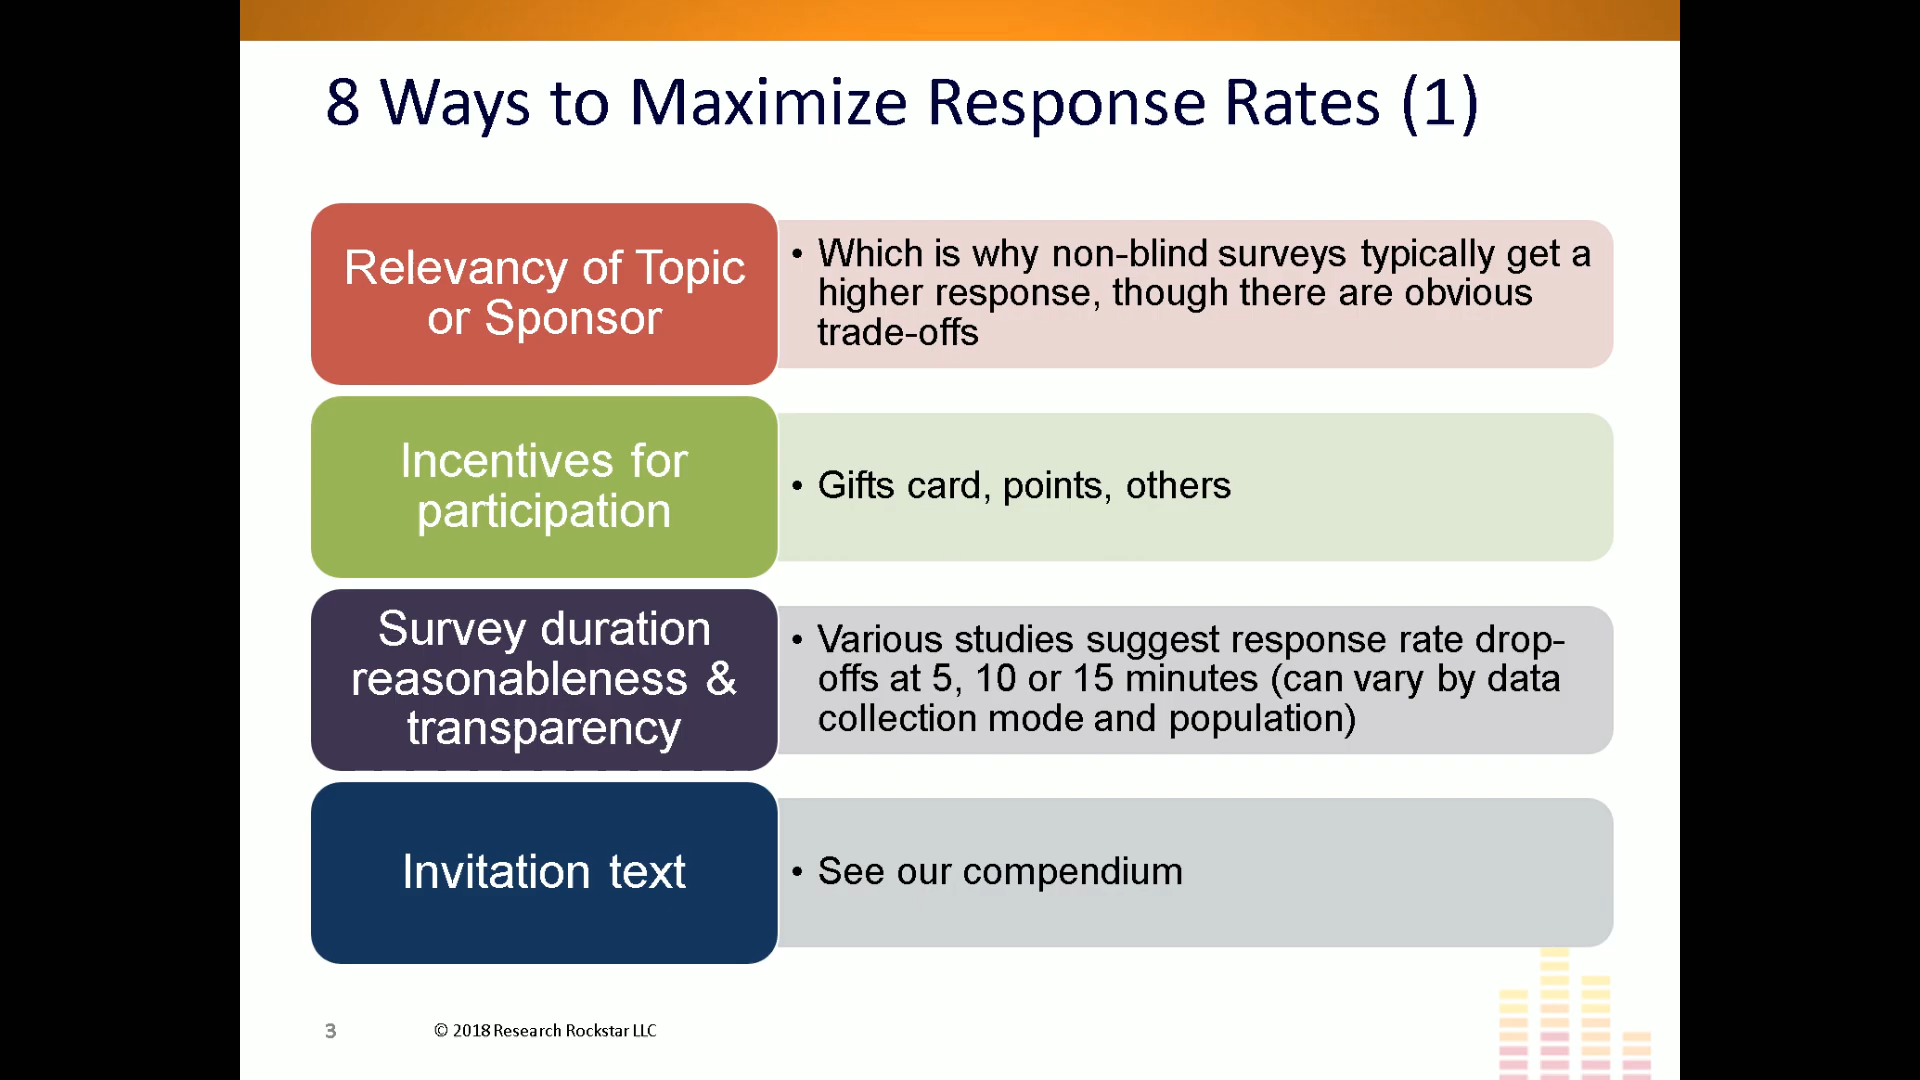 8 Ways to Maximize Response Rates (1)
Relevancy of Topic
or Sponsor
• Which is why non-blind surveys typically get a
higher response, though there are obvious
trade-offs
Incentives for
participation
• Gifts card, points, others
Survey duration
reasonableness &
transparency
• Various studies suggest response rate drop-
offs at 5, 10 or 15 minutes (can vary by data
collection mode and population)
Invitation text
• See our compendium
3
© 2018 Research Rockstar LLC